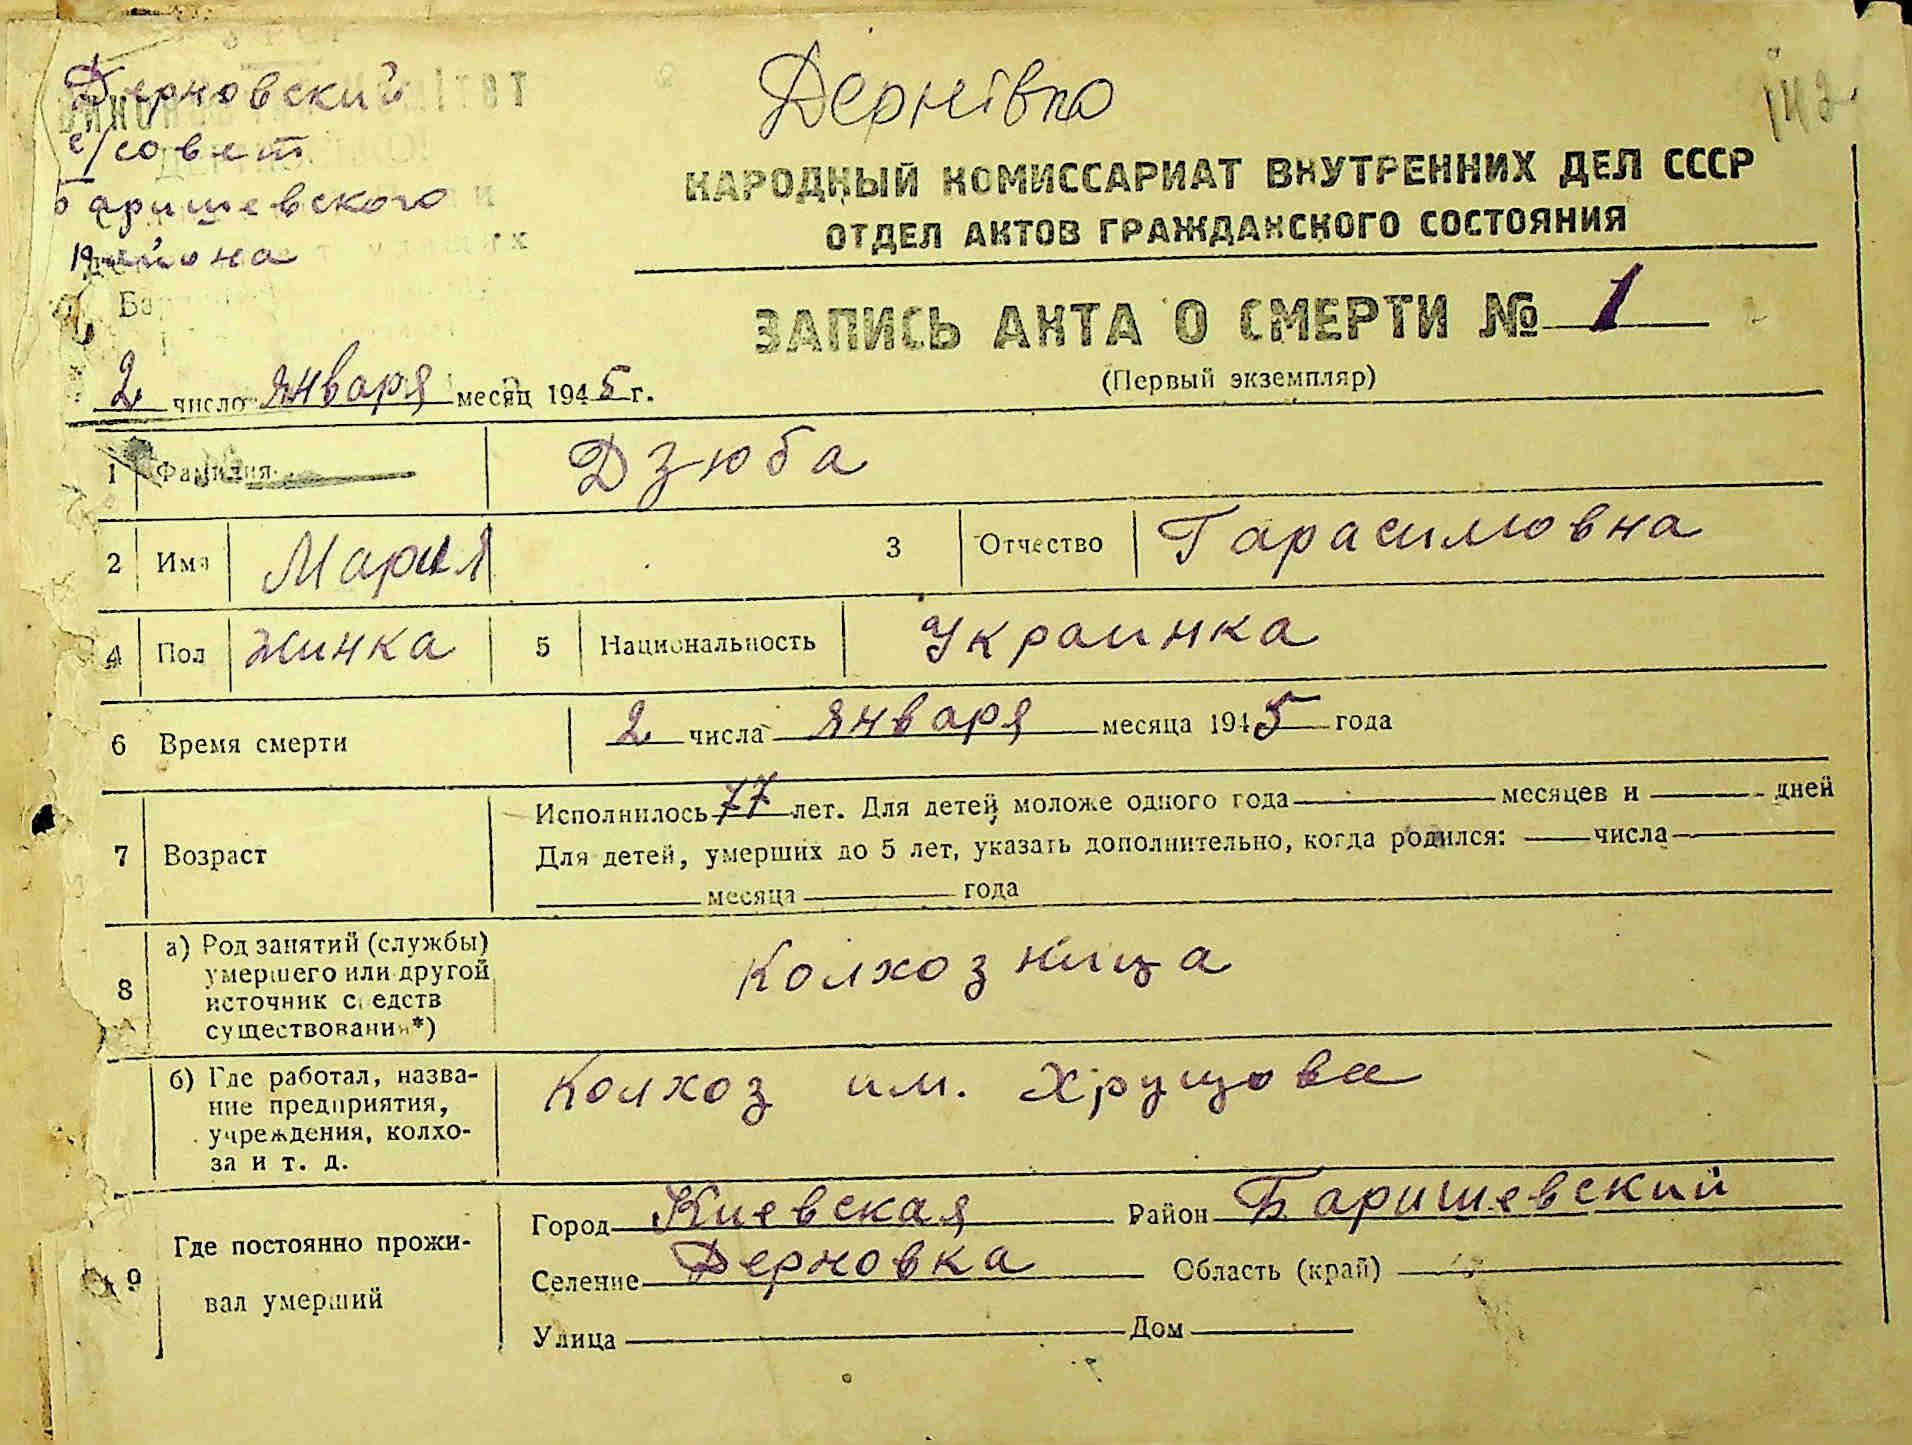 Дерновский
с/совет
Баришевского
района
Дернівка
142
НАРОДНЫЙ КОМИССАРИАТ ВНУТРЕННИХ ДЕЛ СССР
ОТДЕЛ АКТОВ ГРАЖДАНСКОГО СОСТОЯНИЯ
ЗАПИСЬ АКТА О СМЕРТИ № 1
(Первый экземпляр)
2 число января месяц 1945 г.
1 Фамилия Дзюба
2 Имя Мария 3 Отчество Гарасимовна
4 Пол жинка 5 Национальность Украинка
6 Время смерти 2 числа января месяца 1945 года
7 Возраст Исполнилось 77 лет. Для детей моложе одного года месяцев и дней
Для детей, умерших до 5 лет, указать дополнительно, когда родился: числа
месяца года
8 а) Род занятий (службы)
умершего или другой
источник средств
существования*)
Колхозница
б) Где работал, назва-
ние предприятия,
учреждения, колхо-
за и т. д.
Колхоз им. Хрущова
9 Где постоянно прожи-
вал умерший
Город Киевская Район Баришевский
Селение Дерновка Область (край)
Улица Дом